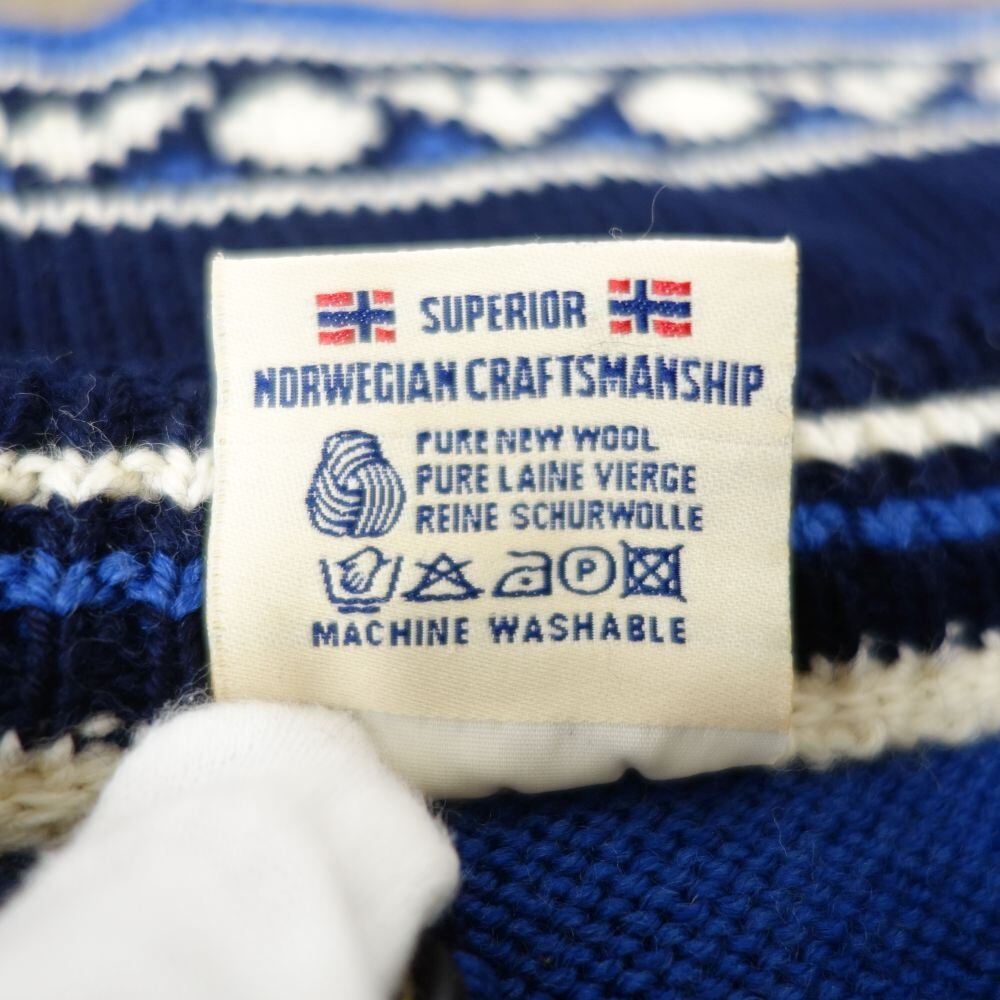 SUPERIOR
NORWEGIAN CRAFTSMANSHIP
PURE NEW WOOL
PURE LAINE VIERGE
REINE SCHURWOLLE
P
MACHINE WASHABLE